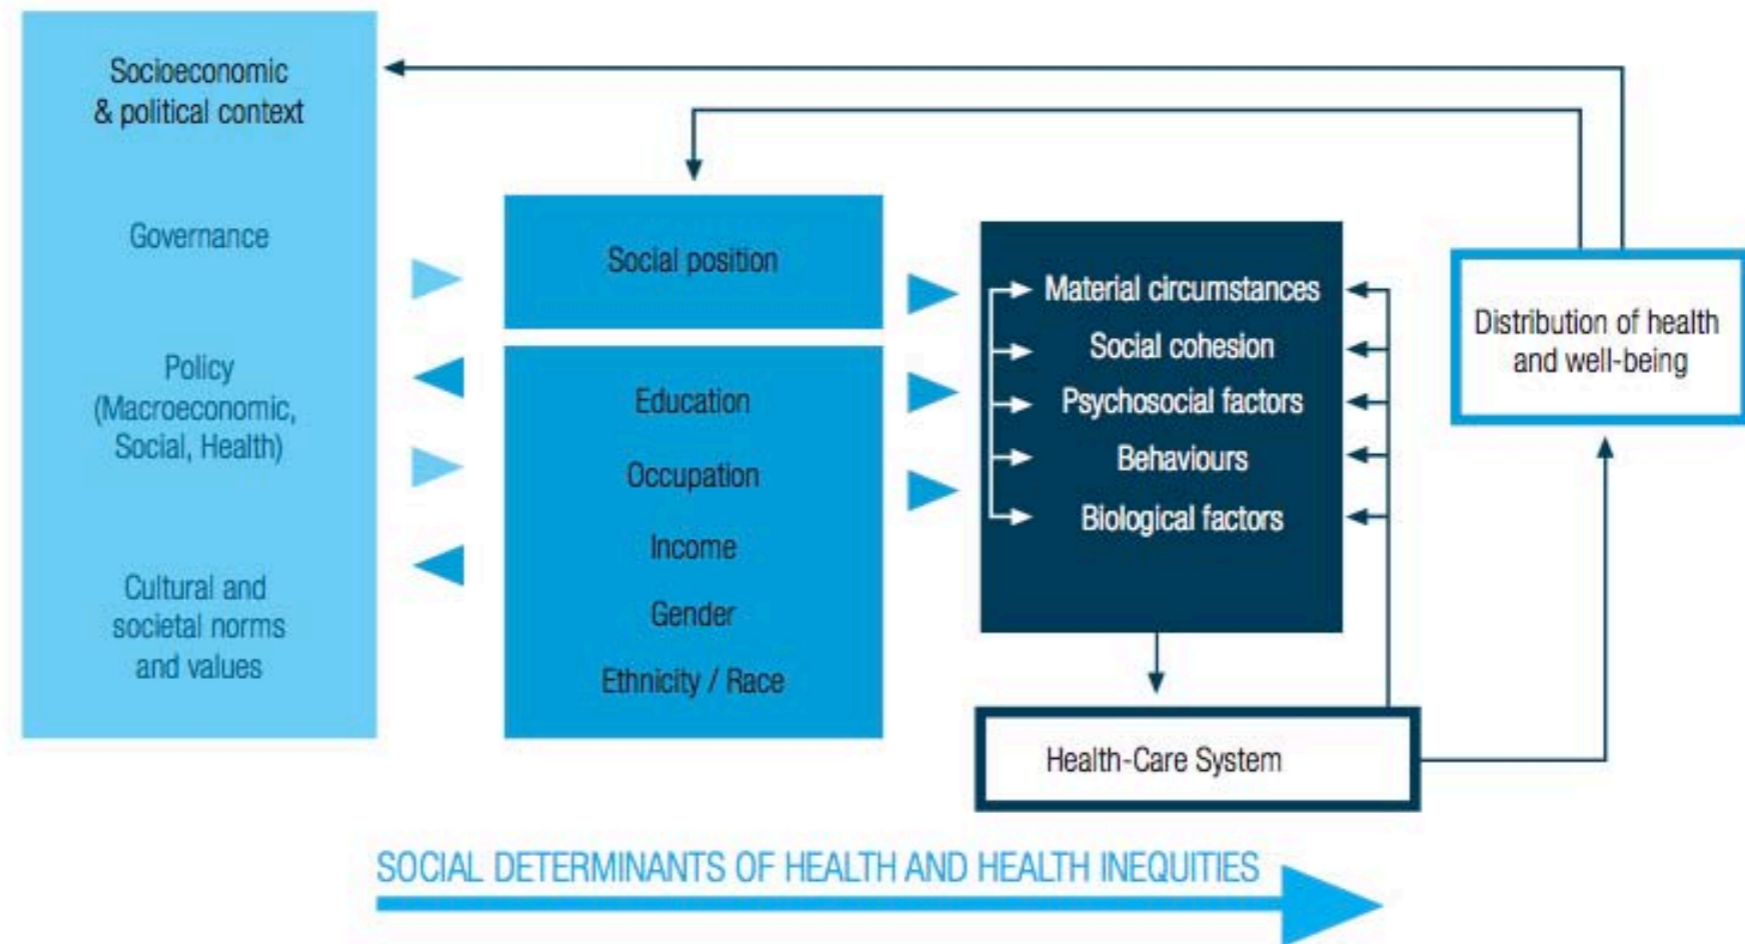 Socioeconomic
& political context
Governance
Policy
(Macroeconomic,
Social, Health)
Cultural and
societal norms
and values
Social position
Education
Occupation
Income
Gender
Ethnicity / Race
Material circumstances
Social cohesion
Psychosocial factors
Behaviours
Biological factors
Health-Care System
Distribution of health
and well-being
SOCIAL DETERMINANTS OF HEALTH AND HEALTH INEQUITIES